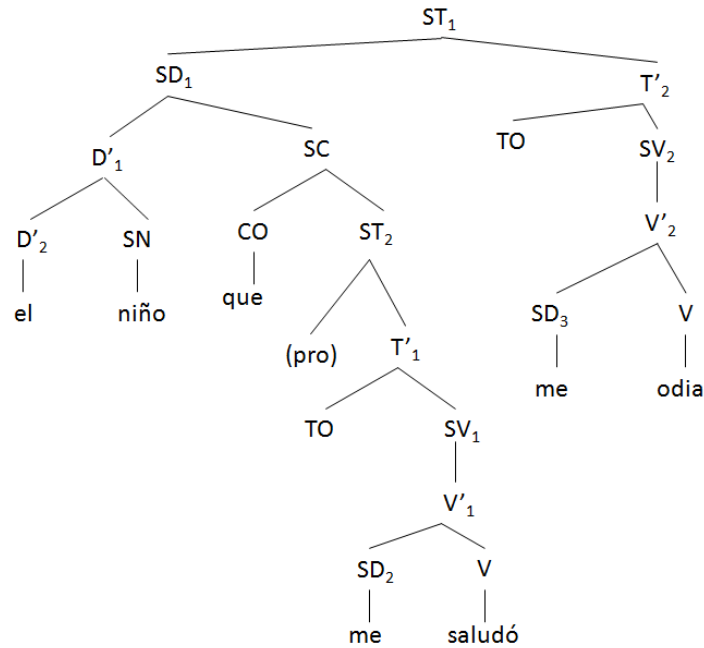 ST₁
SD₁ T’₂
D’₁ SC TO SV₂
D’₂ SN CO ST₂ V’₂
el niño que (pro) T’₁ SD₃ V
me odia
TO SV₁
V’₁
SD₂ V
me saludó